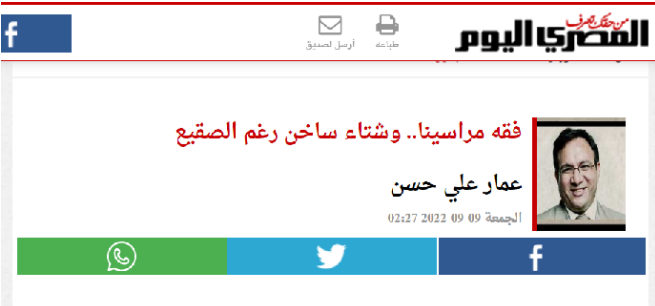 من حقك تعرف
المصري اليوم
طباعة
أرسل لصديق
فقه مراسينا.. وشتاء ساخن رغم الصقيع
عمار علي حسن
الجمعة 09 09 2022 02:27